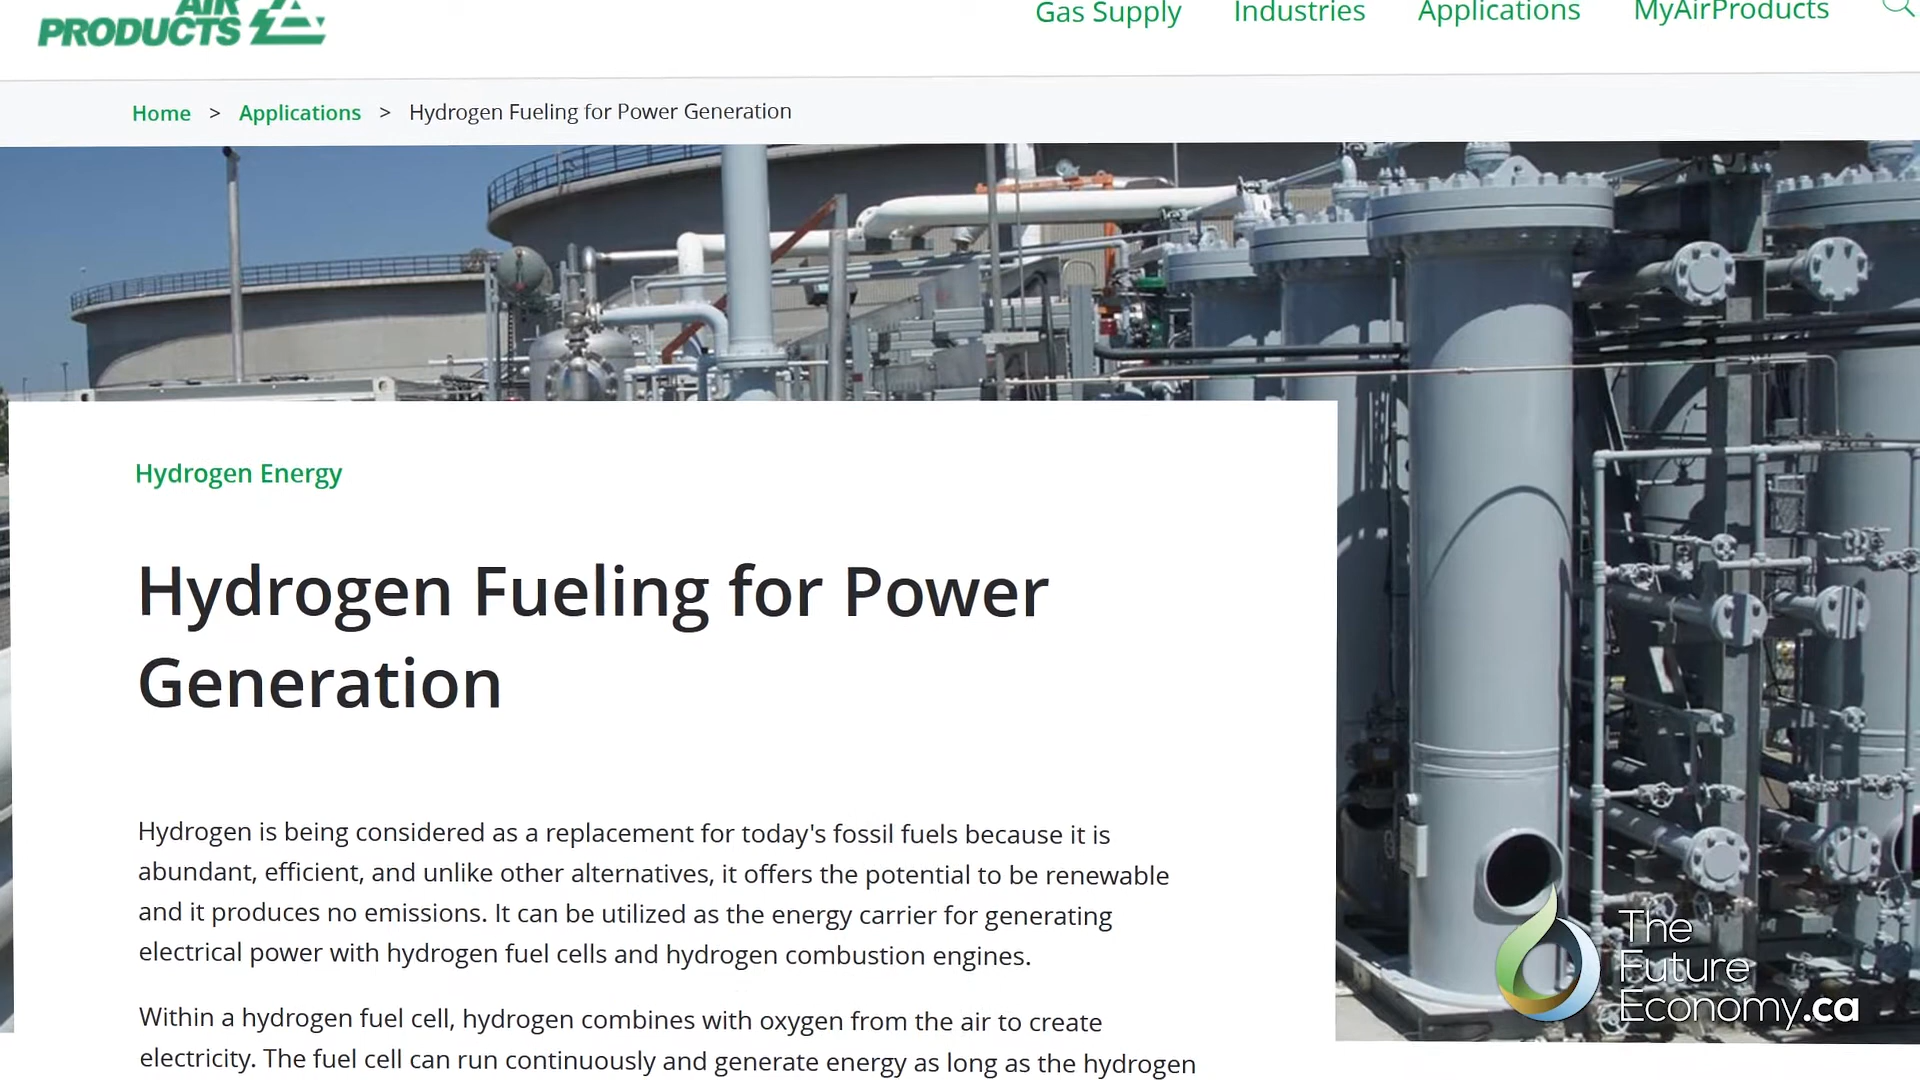 AIR
PRODUCTS
Gas Supply Industries Applications MyAirProducts
Home > Applications > Hydrogen Fueling for Power Generation
Hydrogen Energy
Hydrogen Fueling for Power
Generation
Hydrogen is being considered as a replacement for today's fossil fuels because it is
abundant, efficient, and unlike other alternatives, it offers the potential to be renewable
and it produces no emissions. It can be utilized as the energy carrier for generating
electrical power with hydrogen fuel cells and hydrogen combustion engines.
Within a hydrogen fuel cell, hydrogen combines with oxygen from the air to create
electricity. The fuel cell can run continuously and generate energy as long as the hydrogen
The
Future
Economy.ca